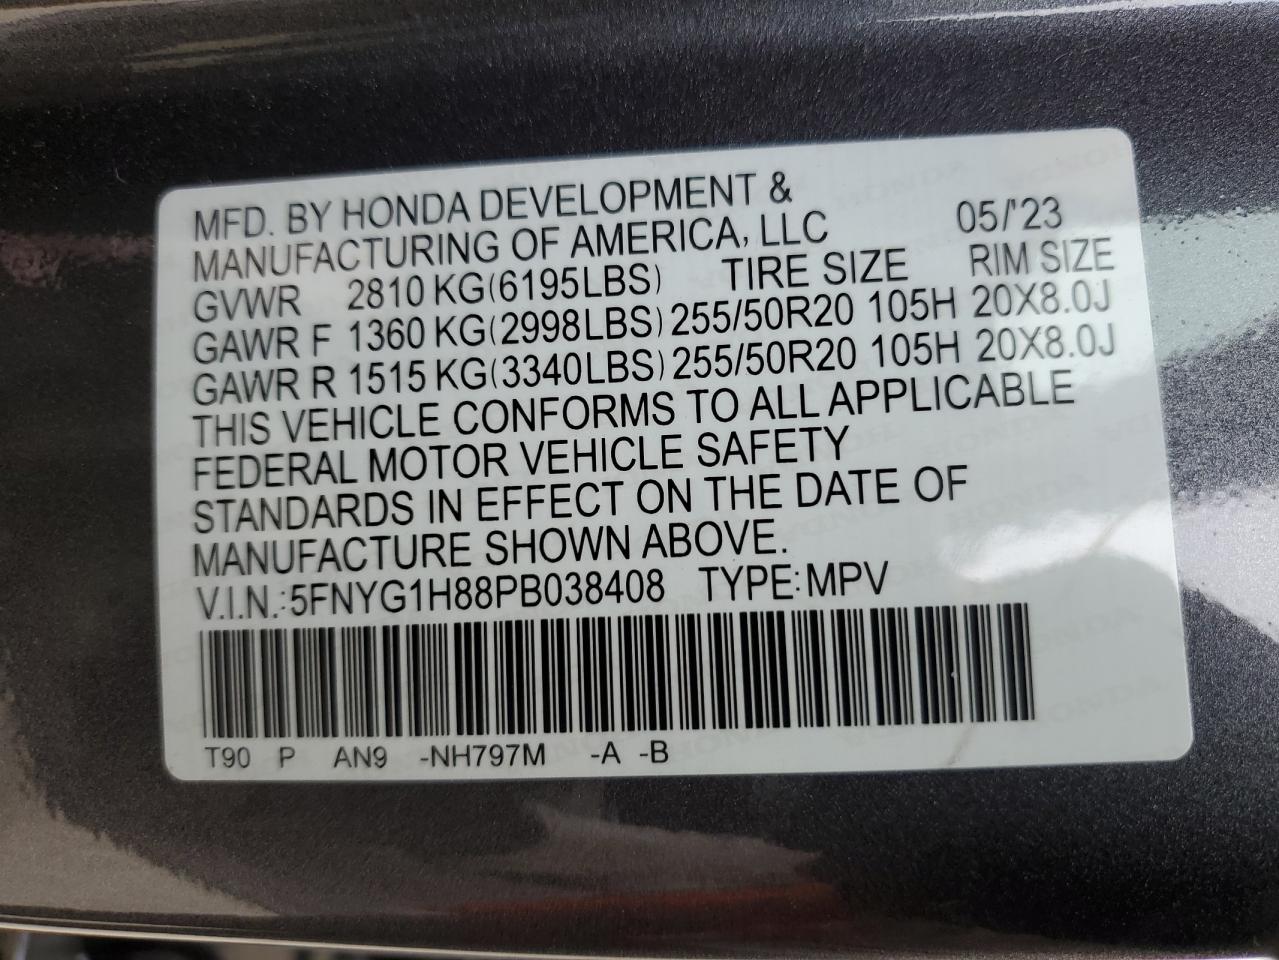 MFD. BY HONDA DEVELOPMENT &
MANUFACTURING OF AMERICA, LLC 05/'23
GVWR 2810 KG(6195LBS) TIRE SIZE RIM SIZE
GAWR F 1360 KG(2998LBS) 255/50R20 105H 20X8.0J
GAWR R 1515 KG(3340LBS) 255/50R20 105H 20X8.0J
THIS VEHICLE CONFORMS TO ALL APPLICABLE
FEDERAL MOTOR VEHICLE SAFETY
STANDARDS IN EFFECT ON THE DATE OF
MANUFACTURE SHOWN ABOVE.
V.I.N.:5FNYG1H88PB038408 TYPE:MPV
T90 P AN9 -NH797M -A -B